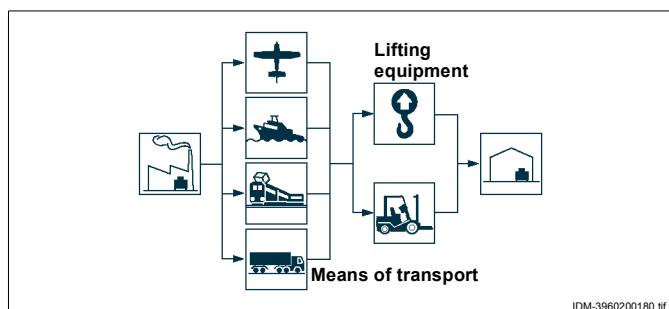 Lifting
equipment
Means of transport
IDM-3960200180.tif